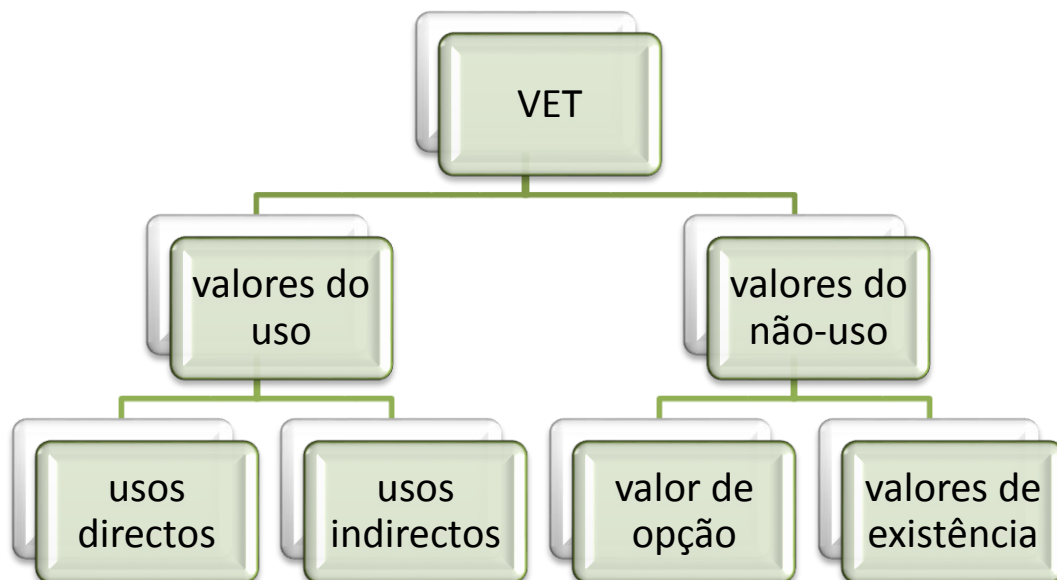 VET
valores do
uso
valores do
não-uso
usos
directos
usos
indirectos
valor de
opção
valores de
existência